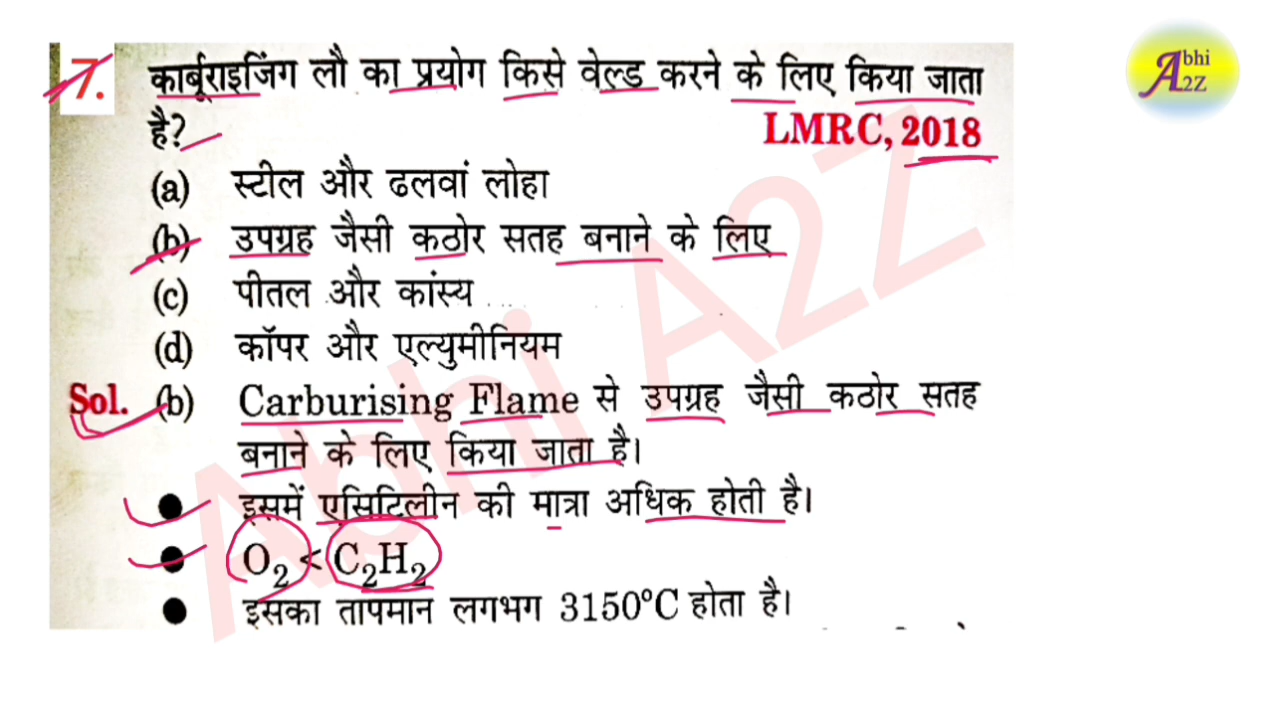 Abhi
A2Z
7. कार्बूराइजिंग लौ का प्रयोग किसे वेल्ड करने के लिए किया जाता
है? LMRC, 2018
(a) स्टील और ढलवां लोहा
(b) उपग्रह जैसी कठोर सतह बनाने के लिए
(c) पीतल और कांस्य
(d) कॉपर और एल्युमीनियम
Sol. (b) Carburising Flame से उपग्रह जैसी कठोर सतह
बनाने के लिए किया जाता है।
● इसमें एसिटिलीन की मात्रा अधिक होती है।
● O₂ < C₂H₂
● इसका तापमान लगभग 3150°C होता है।
Abhi A2Z